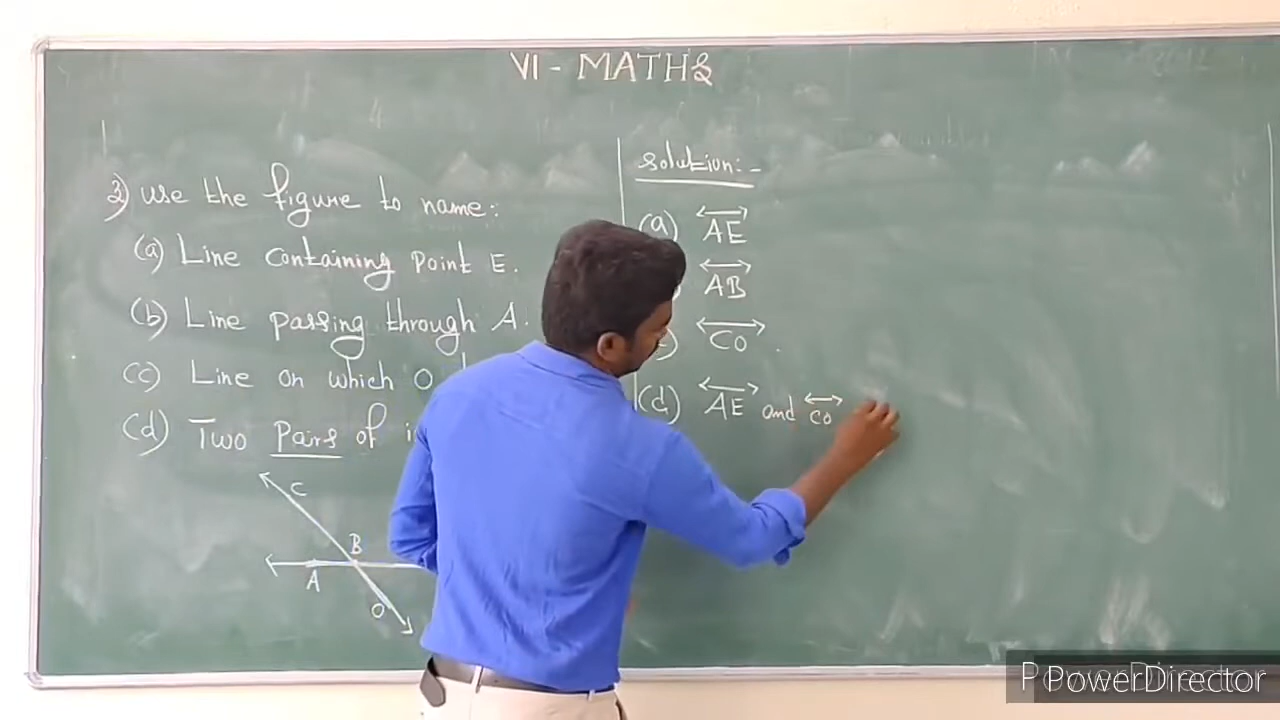 VI - MATHS
3) Use the figure to name:
(a) Line containing point E.
(b) Line passing through A.
(c) Line on which O
(d) Two Pairs of
C
B
A
O
solution:-
(a) AE
AB
CO.
(d) AE and CO
PowerDirector